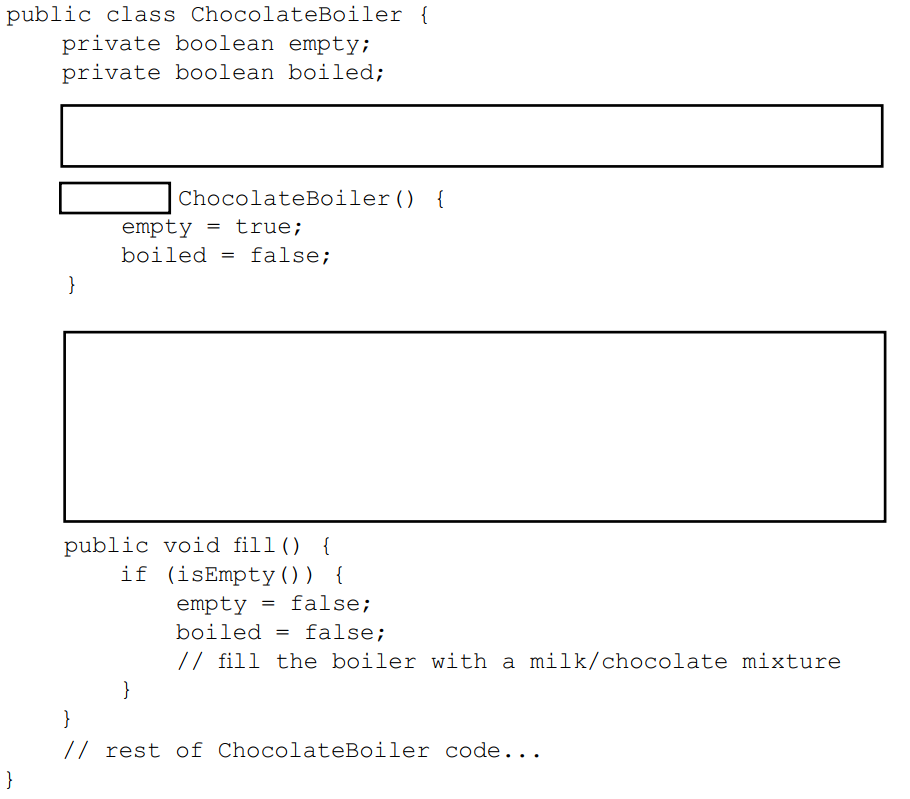 public class ChocolateBoiler {
private boolean empty;
private boolean boiled;
ChocolateBoiler() {
empty = true;
boiled = false;
}
public void fill() {
if (isEmpty()) {
empty = false;
boiled = false;
// fill the boiler with a milk/chocolate mixture
}
}
// rest of ChocolateBoiler code...
}